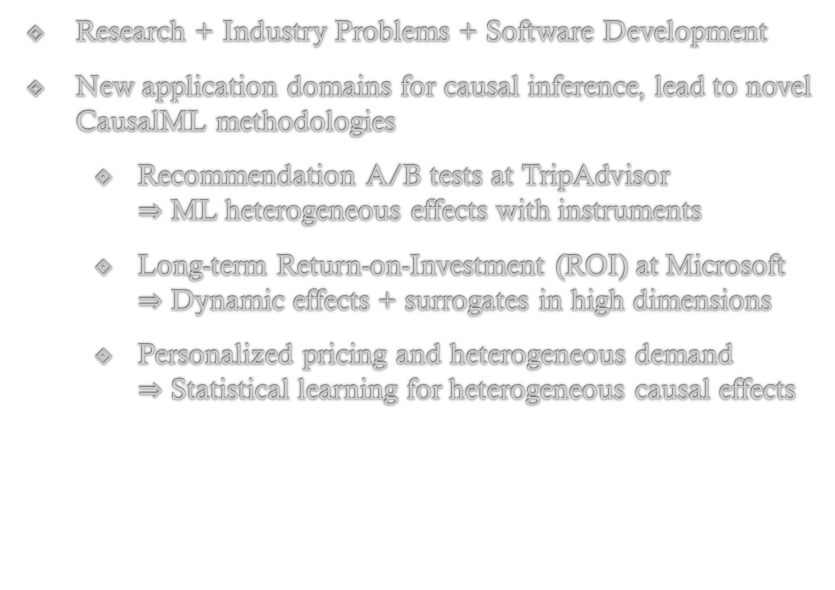 Research + Industry Problems + Software Development
New application domains for causal inference, lead to novel
CausalML methodologies
Recommendation A/B tests at TripAdvisor
⇒ ML heterogeneous effects with instruments
Long-term Return-on-Investment (ROI) at Microsoft
⇒ Dynamic effects + surrogates in high dimensions
Personalized pricing and heterogeneous demand
⇒ Statistical learning for heterogeneous causal effects